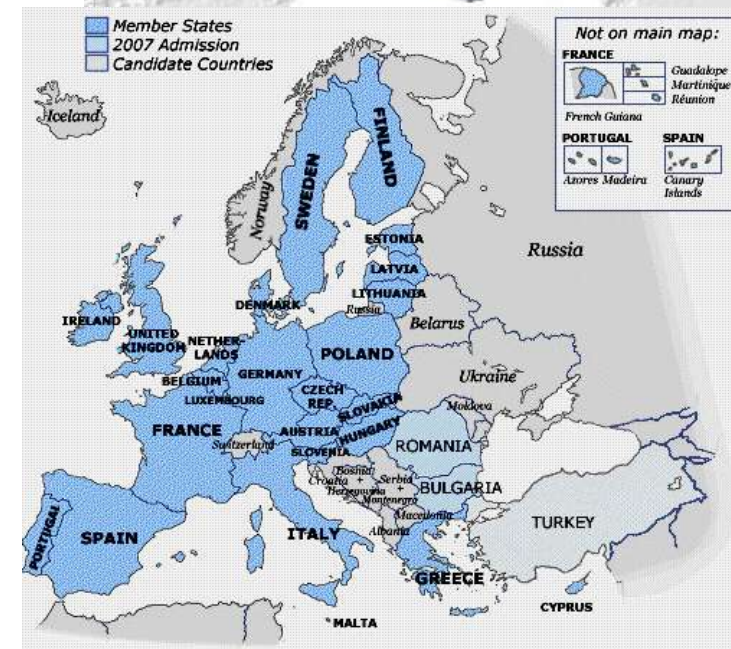 Member States
2007 Admission
Candidate Countries
Not on main map:
FRANCE
Guadalope
Martinique
Réunion
French Guiana
PORTUGAL
SPAIN
Azores
Madeira
Canary
Islands
Iceland
Norway
SWEDEN
FINLAND
Russia
ESTONIA
LATVIA
LITHUANIA
Russia
DENMARK
Belarus
IRELAND
UNITED
KINGDOM
NETHER-
LANDS
POLAND
GERMANY
BELGIUM
LUXEMBOURG
CZECH
REP.
SLOVAKIA
Ukraine
Moldova
FRANCE
Switzerland
AUSTRIA
HUNGARY
SLOVENIA
ROMANIA
Croatia
Bosnia
+
Herzegovina
Serbia
+
Montenegro
BULGARIA
Macedonia
Albania
PORTUGAL
SPAIN
ITALY
GREECE
TURKEY
CYPRUS
MALTA